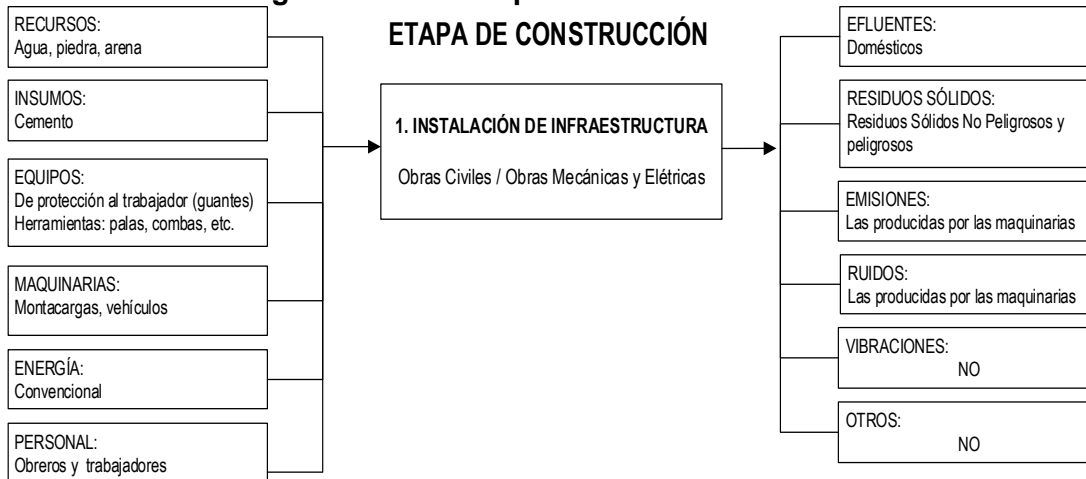 ETAPA DE CONSTRUCCIÓN
RECURSOS:
Agua, piedra, arena
INSUMOS:
Cemento
EQUIPOS:
De protección al trabajador (guantes)
Herramientas: palas, combas, etc.
MAQUINARIAS:
Montacargas, vehículos
ENERGÍA:
Convencional
PERSONAL:
Obreros y trabajadores
1. INSTALACIÓN DE INFRAESTRUCTURA
Obras Civiles / Obras Mecánicas y Elétricas
EFLUENTES:
Domésticos
RESIDUOS SÓLIDOS:
Residuos Sólidos No Peligrosos y
peligrosos
EMISIONES:
Las producidas por las maquinarias
RUIDOS:
Las producidas por las maquinarias
VIBRACIONES:
NO
OTROS:
NO